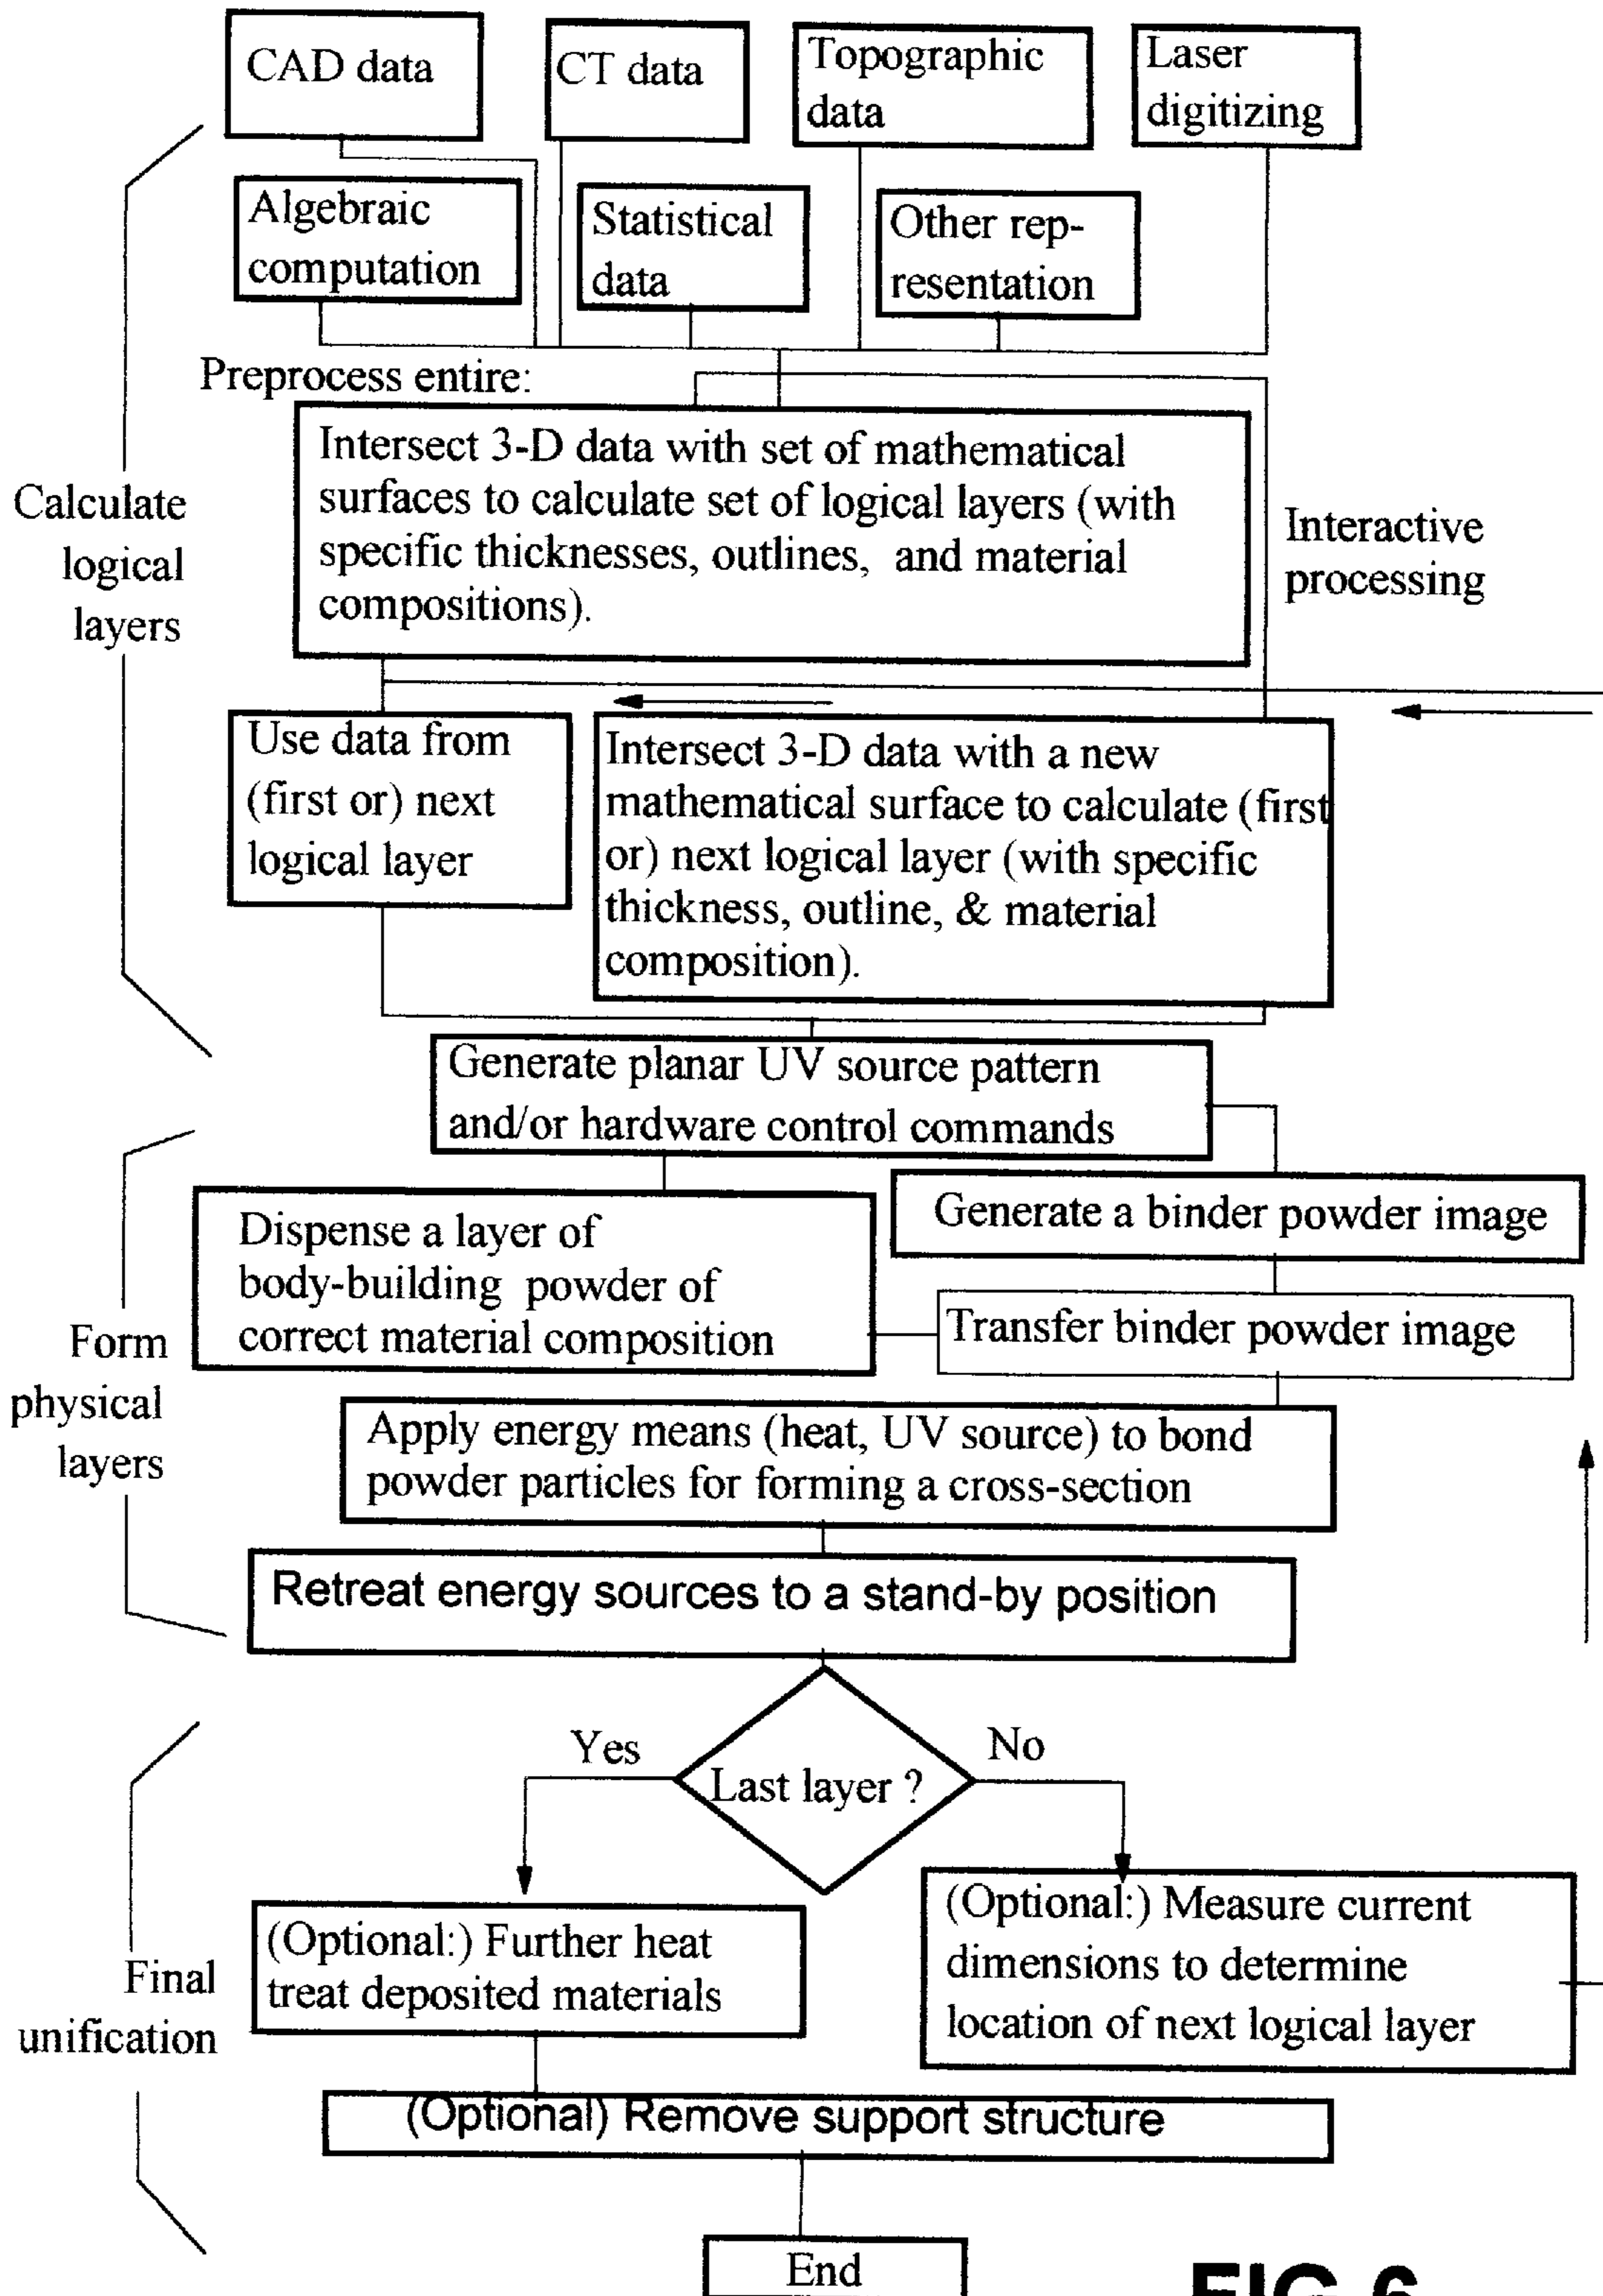 CAD data
CT data
Topographic
data
Laser
digitizing
Algebraic
computation
Statistical
data
Other rep-
resentation
Preprocess entire:
Intersect 3-D data with set of mathematical
surfaces to calculate set of logical layers (with
specific thicknesses, outlines, and material
compositions).
Interactive
processing
Calculate
logical
layers
Use data from
(first or) next
logical layer
Intersect 3-D data with a new
mathematical surface to calculate (first
or) next logical layer (with specific
thickness, outline, & material
composition).
Generate planar UV source pattern
and/or hardware control commands
Dispense a layer of
body-building powder of
correct material composition
Generate a binder powder image
Transfer binder powder image
Form
physical
layers
Apply energy means (heat, UV source) to bond
powder particles for forming a cross-section
Retreat energy sources to a stand-by position
Yes
No
Last layer ?
(Optional:) Further heat
treat deposited materials
(Optional:) Measure current
dimensions to determine
location of next logical layer
Final
unification
(Optional) Remove support structure
End
FIG.6